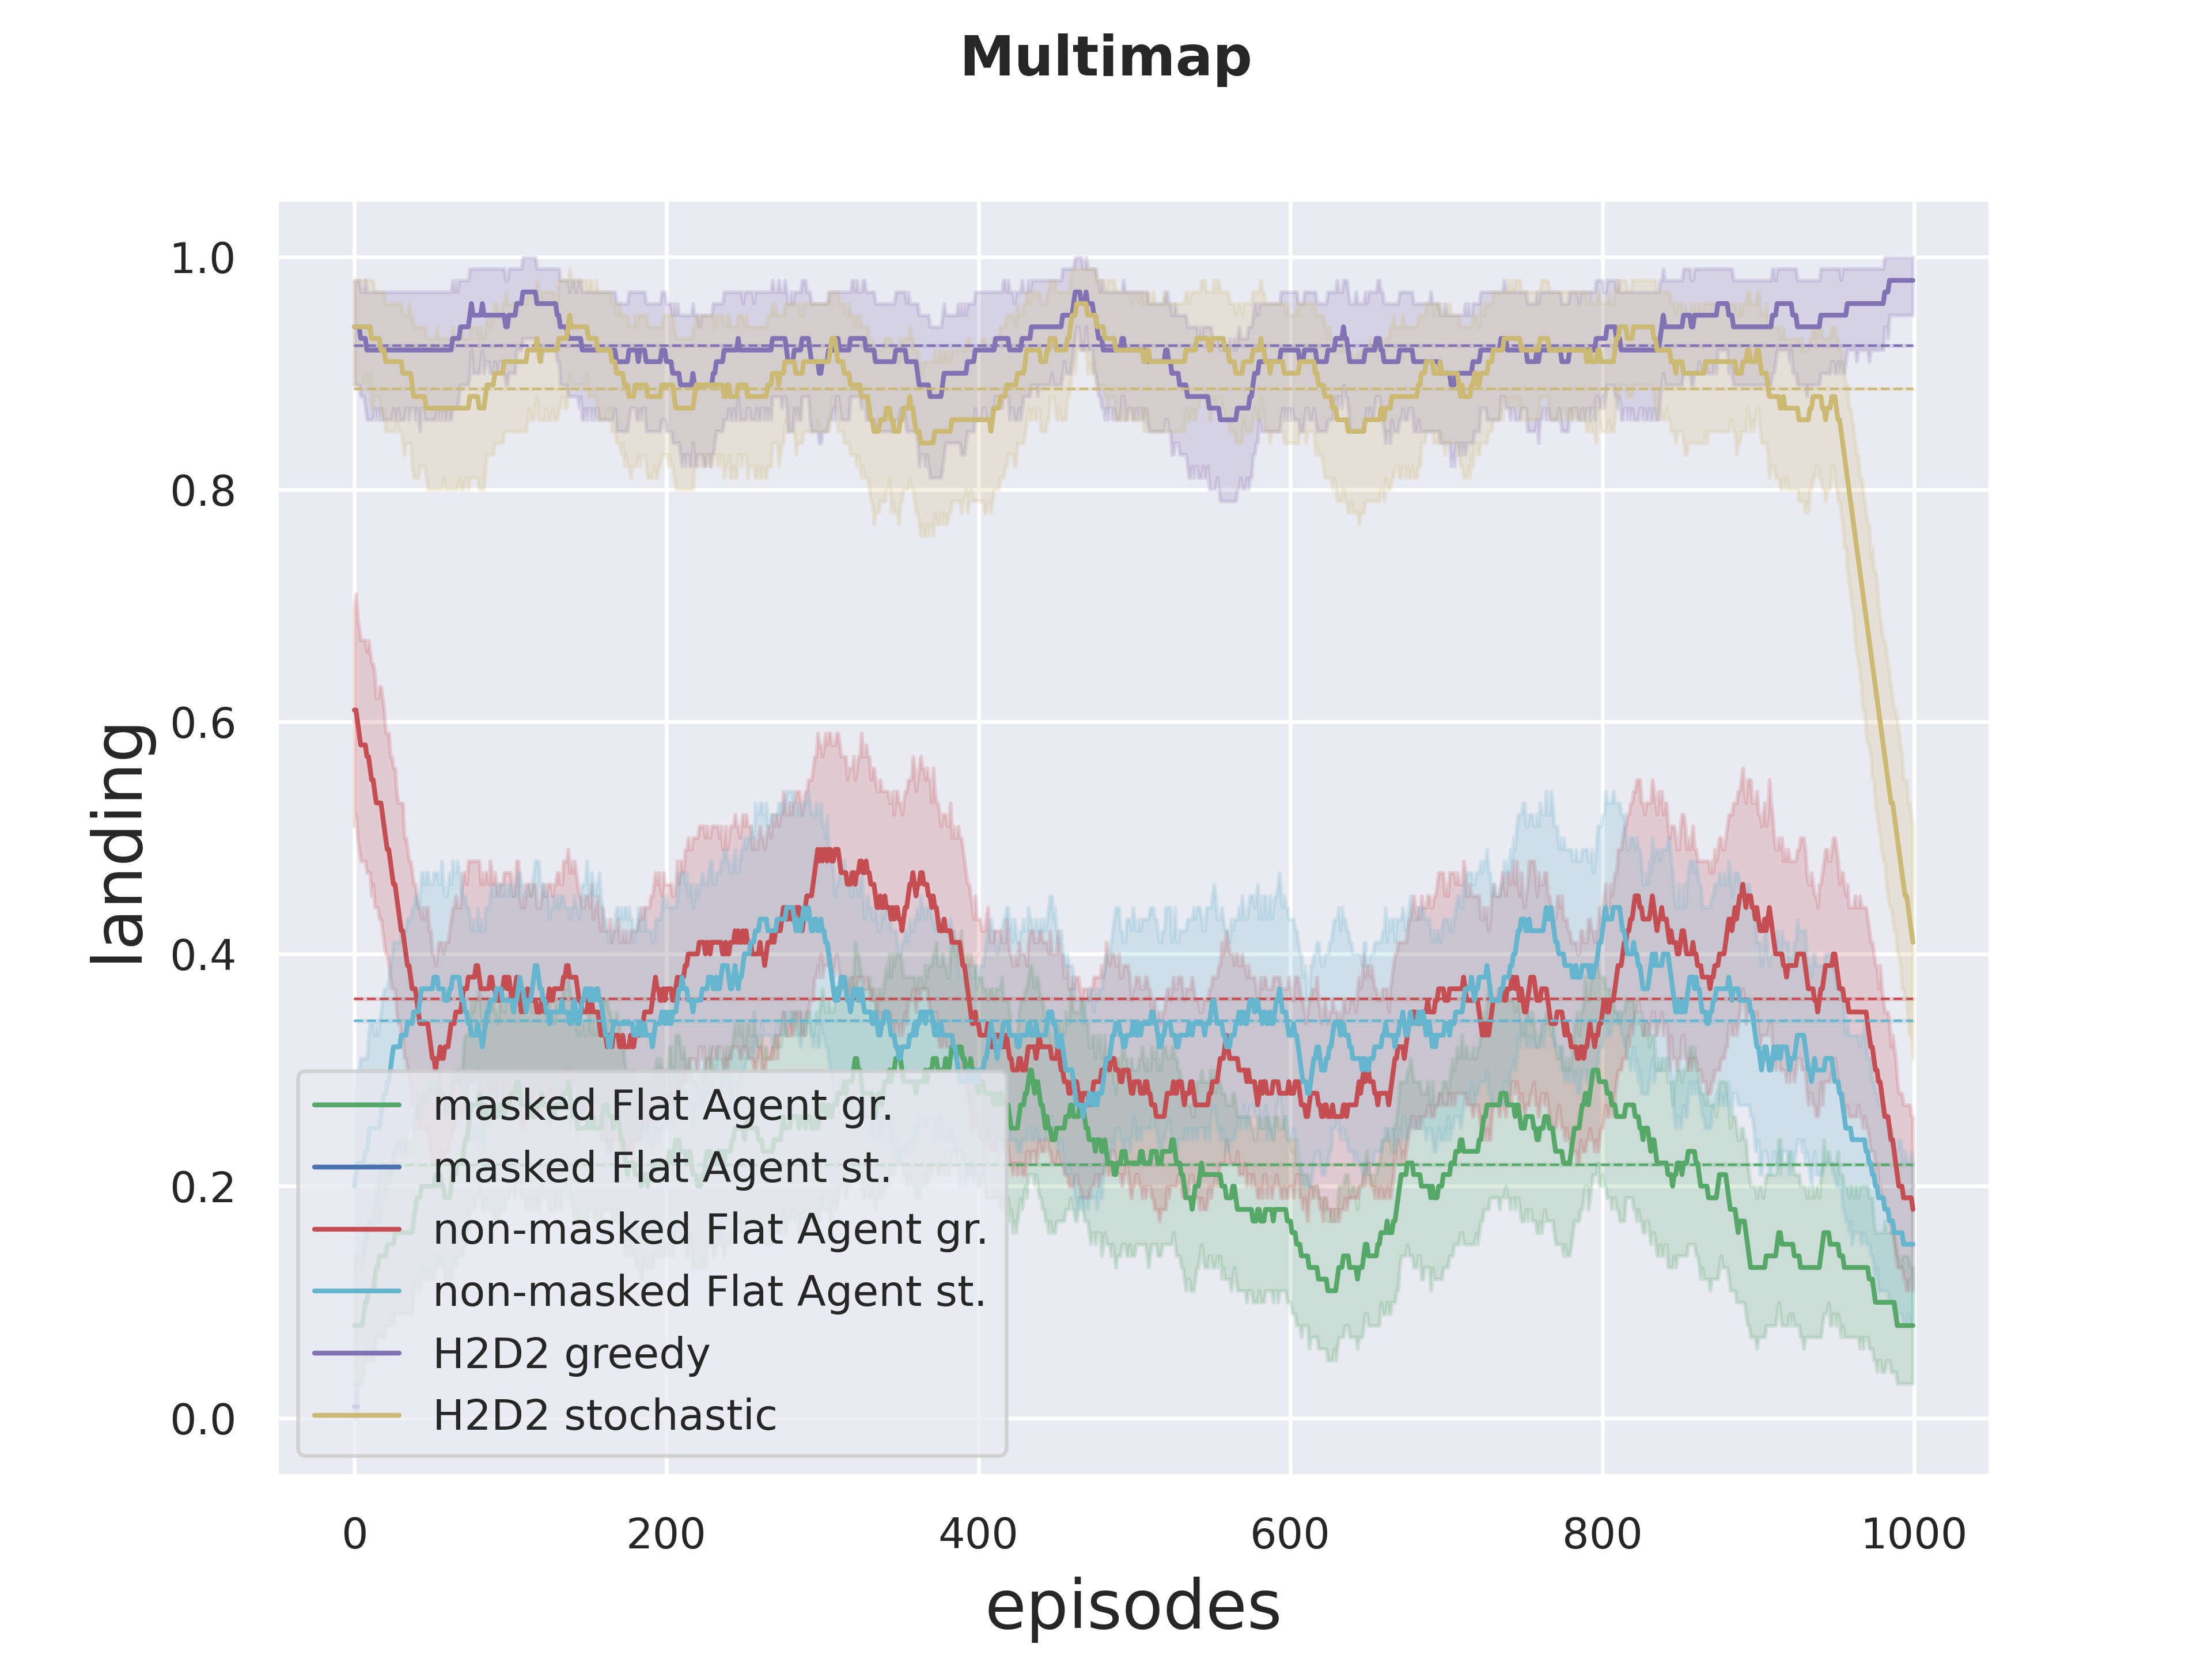 Multimap
1.0
0.8
0.6
0.4
0.2
0.0
landing
masked Flat Agent gr.
masked Flat Agent st.
non-masked Flat Agent gr.
non-masked Flat Agent st.
H2D2 greedy
H2D2 stochastic
0 200 400 600 800 1000
episodes